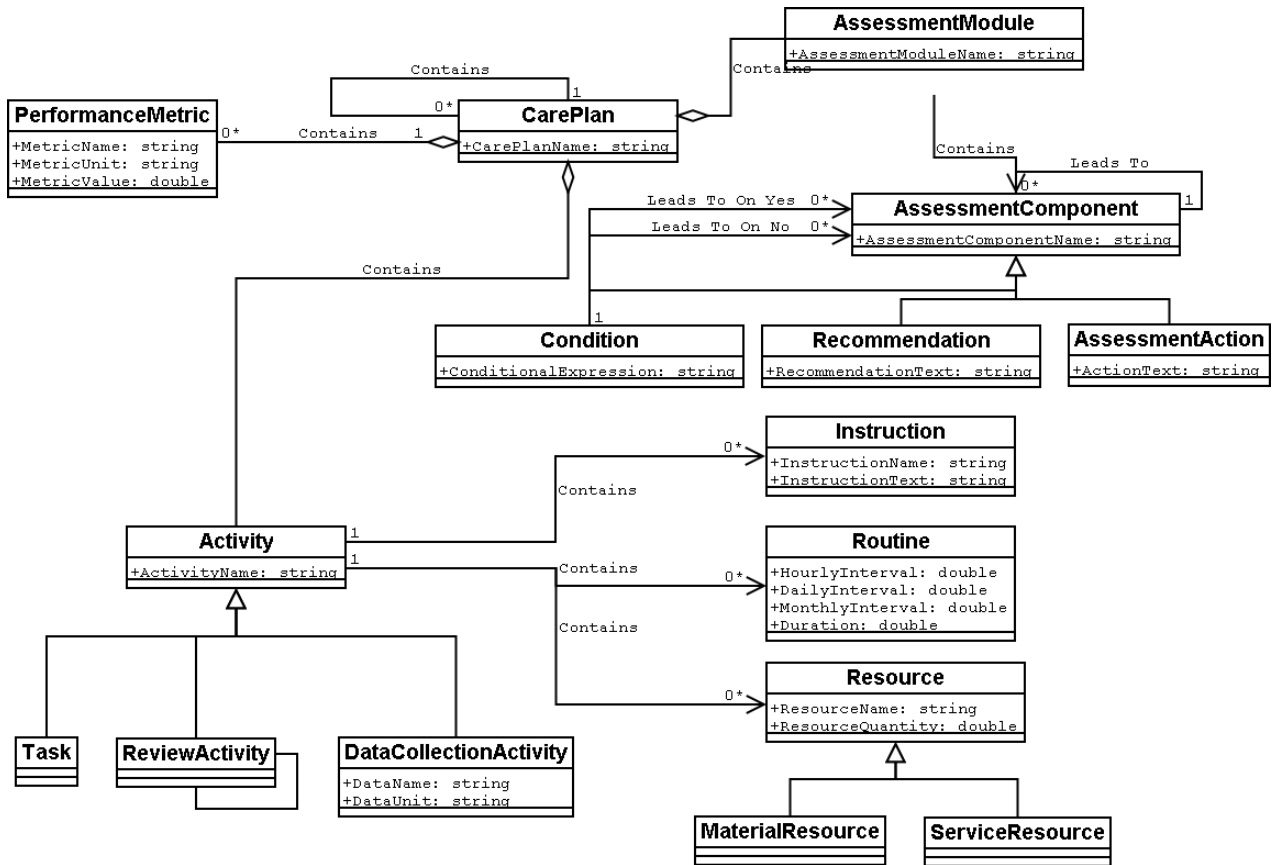 AssessmentModule
+AssessmentModuleName: string
Contains
Contains
1
0*
CarePlan
+CarePlanName: string
PerformanceMetric
+MetricName: string
+MetricUnit: string
+MetricValue: double
0* Contains 1
Contains
Leads To
0*
1
AssessmentComponent
+AssessmentComponentName: string
Leads To On Yes 0*
Leads To On No 0*
Contains
1
Condition
+ConditionalExpression: string
Recommendation
+RecommendationText: string
AssessmentAction
+ActionText: string
Instruction
+InstructionName: string
+InstructionText: string
0*
Contains
Activity
+ActivityName: string
1
1
Routine
+HourlyInterval: double
+DailyInterval: double
+MonthlyInterval: double
+Duration: double
Contains 0*
Contains
0*
Resource
+ResourceName: string
+ResourceQuantity: double
Task
ReviewActivity
DataCollectionActivity
+DataName: string
+DataUnit: string
MaterialResource
ServiceResource